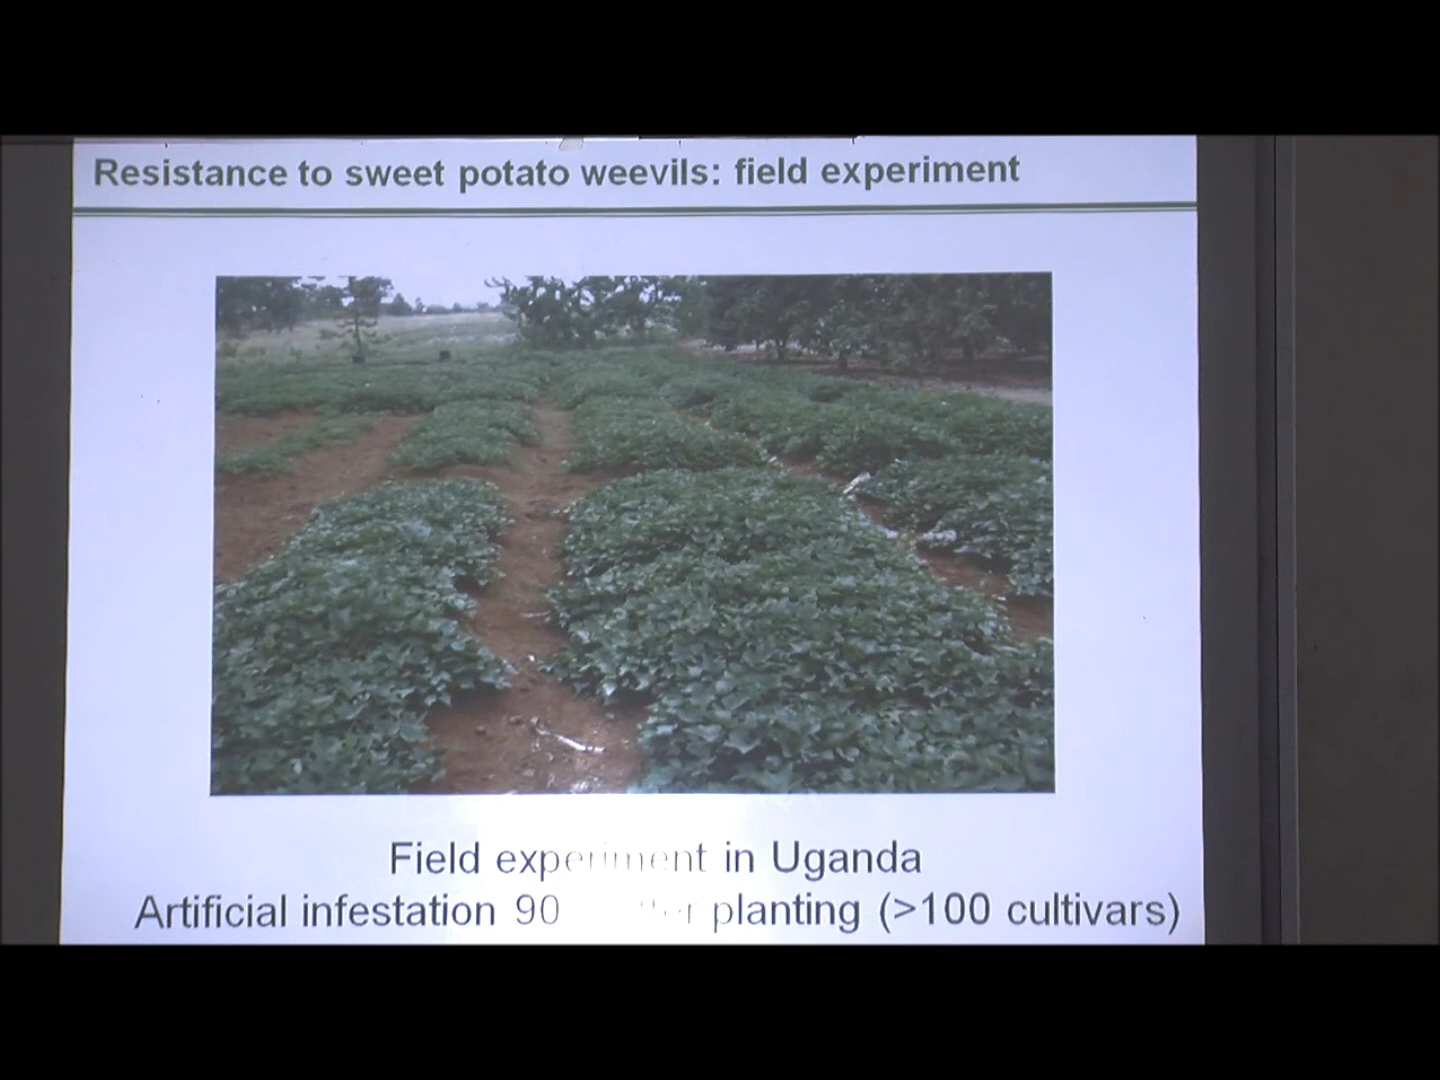 Resistance to sweet potato weevils: field experiment
Field experiment in Uganda
Artificial infestation 90 planting (>100 cultivars)